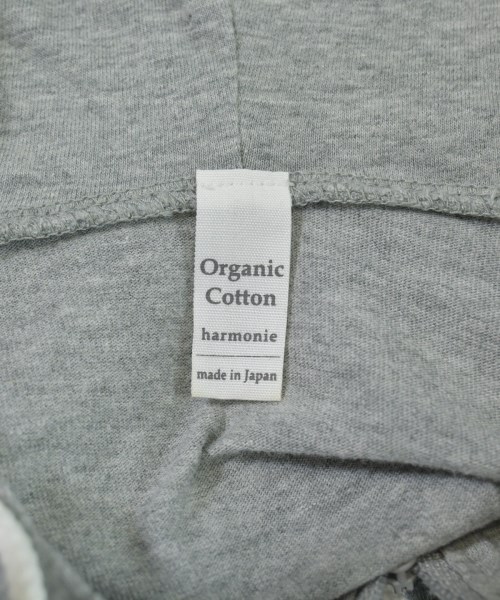 Organic
Cotton
harmonie
made in Japan